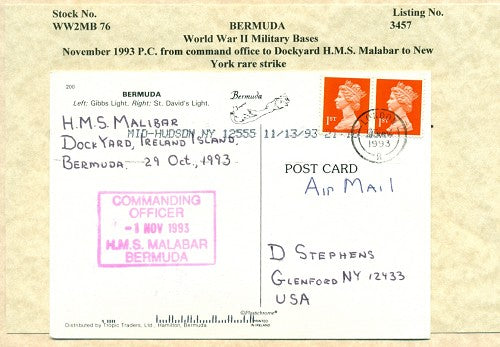 Stock No.
WW2MB 76
BERMUDA
Listing No.
3457
World War II Military Bases
November 1993 P.C. from command office to Dockyard H.M.S. Malabar to New
York rare strike
200
BERMUDA
Left: Gibbs Light. Right: St. David's Light.
Bermuda
H.M.S. MALIBAR
DOCKYARD, IRELAND ISLAND,
BERMUDA. 29 OCT., 1993
MID-HUDSON, NY 12555 11/13/93
1ST
1ST
1993
POST CARD
AIR MAIL
COMMANDING
OFFICER
-1 NOV 1993
H.M.S. MALABAR
BERMUDA
D STEPHENS
GLENFORD NY 12433
USA
Distributed by Tropic Traders, Ltd., Hamilton, Bermuda
PRINTED
IN IRELAND